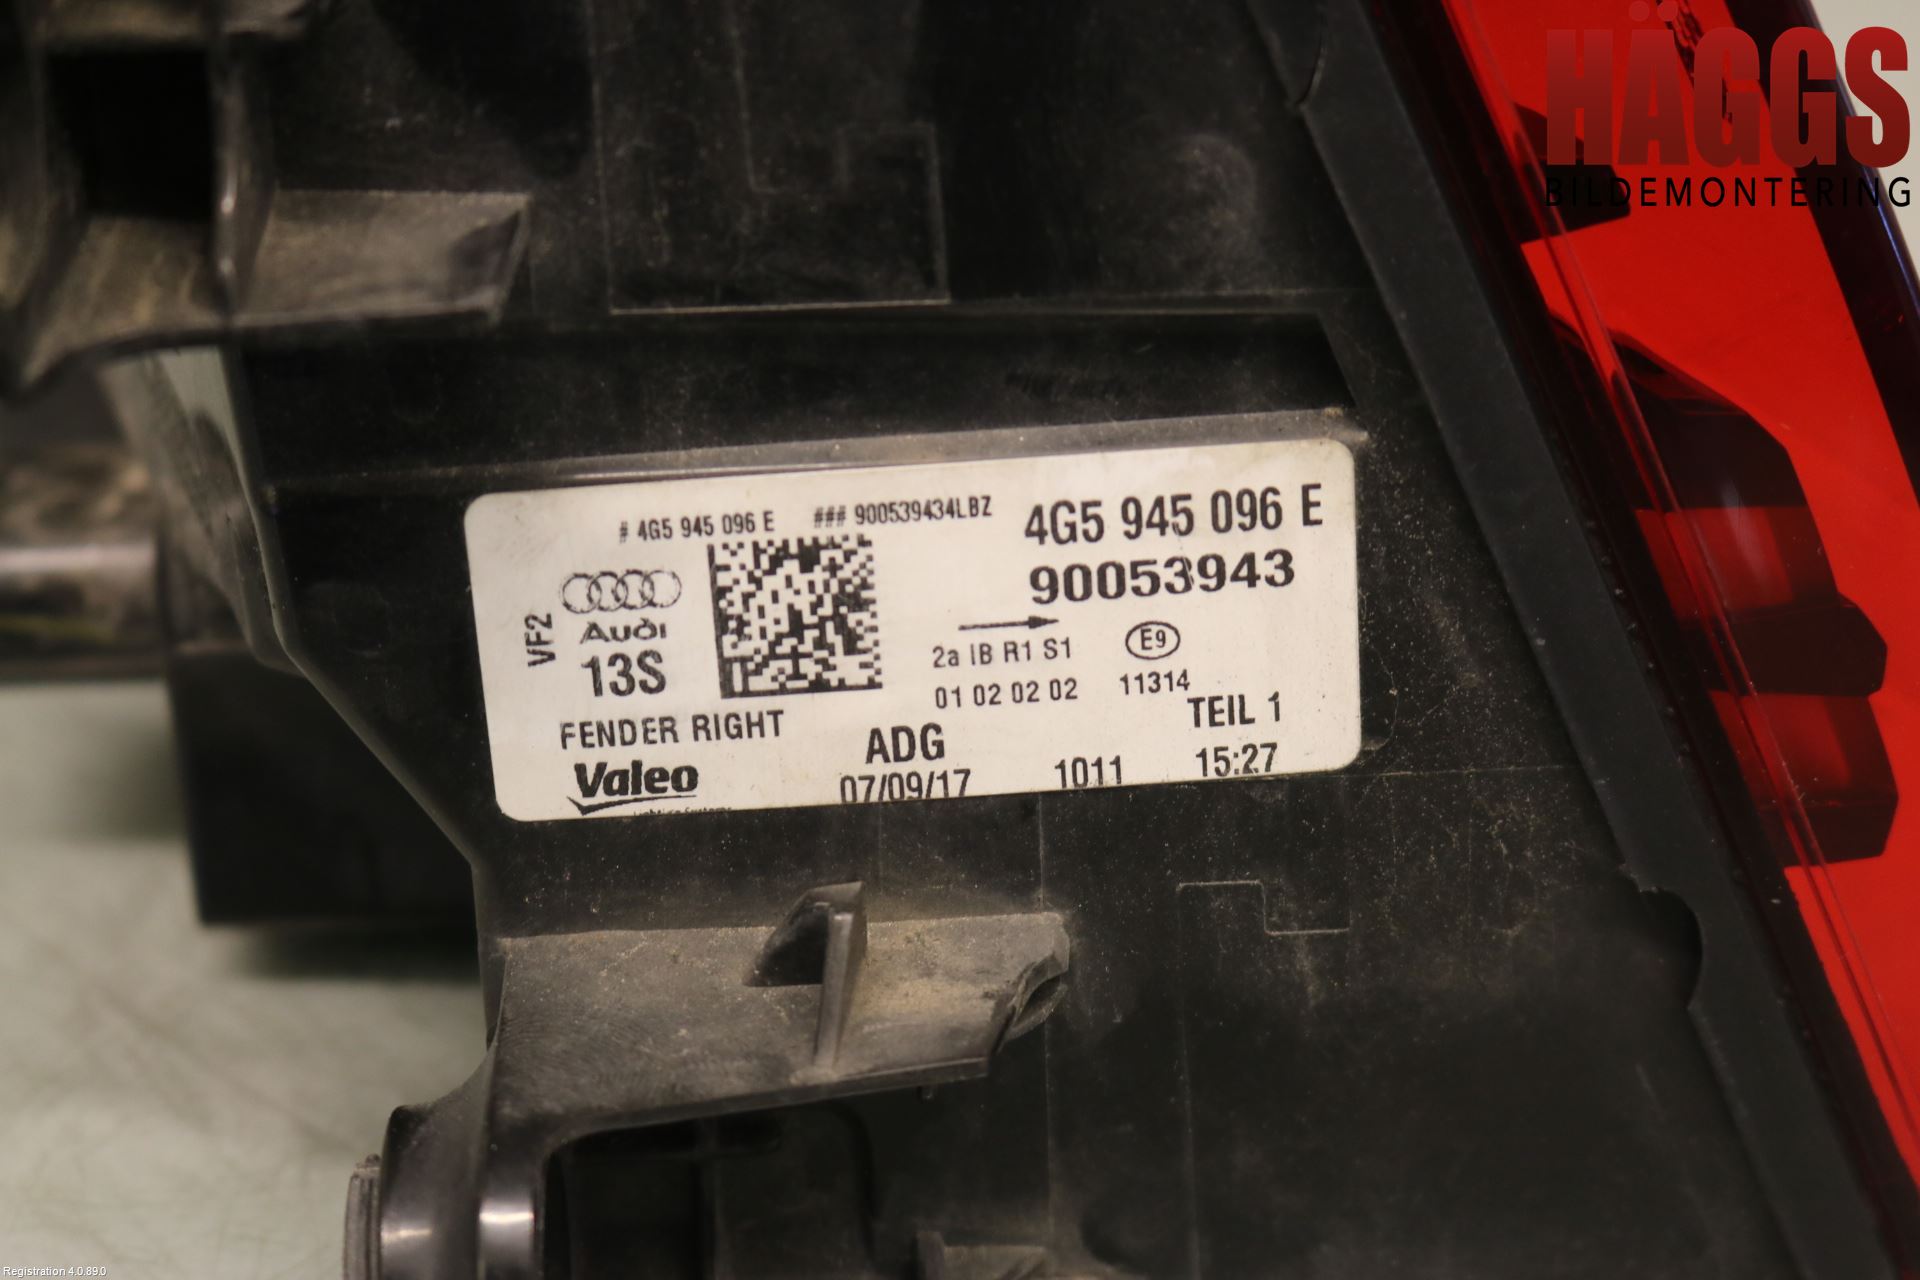 HÄGGS
BILDEMONTERING
# 4G5 945 096 E ### 900539434LBZ
4G5 945 096 E
90053943
VF2
Audi
13S
2a IB R1 S1 E9
01 02 02 02 11314
FENDER RIGHT
ADG
TEIL 1
Valeo
07/09/17 1011 15:27
Registration 4.0.89.0